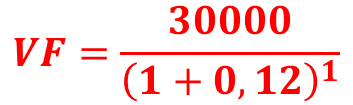 VF = 30000 / (1 + 0, 12)^1